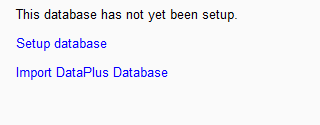 This database has not yet been setup.
Setup database
Import DataPlus Database